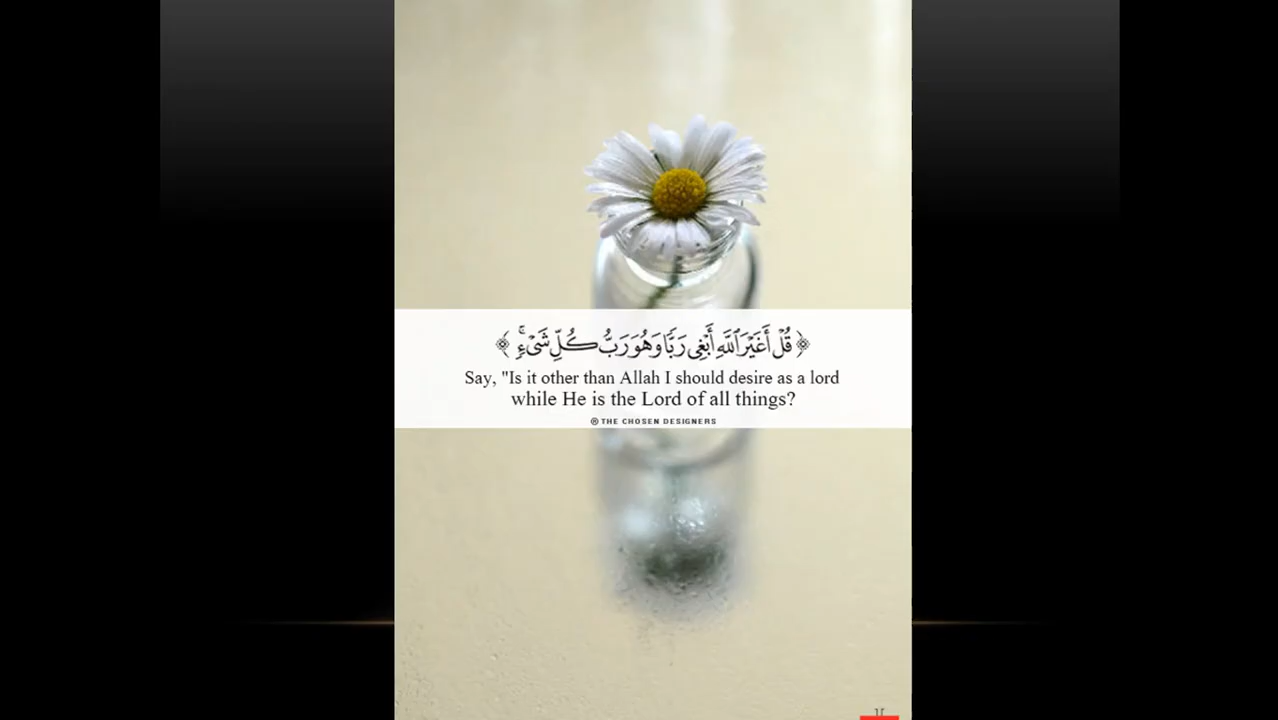 ﴿ قُلْ أَغَيْرَ ٱللَّهِ أَبْغِى رَبًّا وَهُوَ رَبُّ كُلِّ شَىْءٍ ۚ ﴾
Say, "Is it other than Allah I should desire as a lord
while He is the Lord of all things?
® THE CHOSEN DESIGNERS